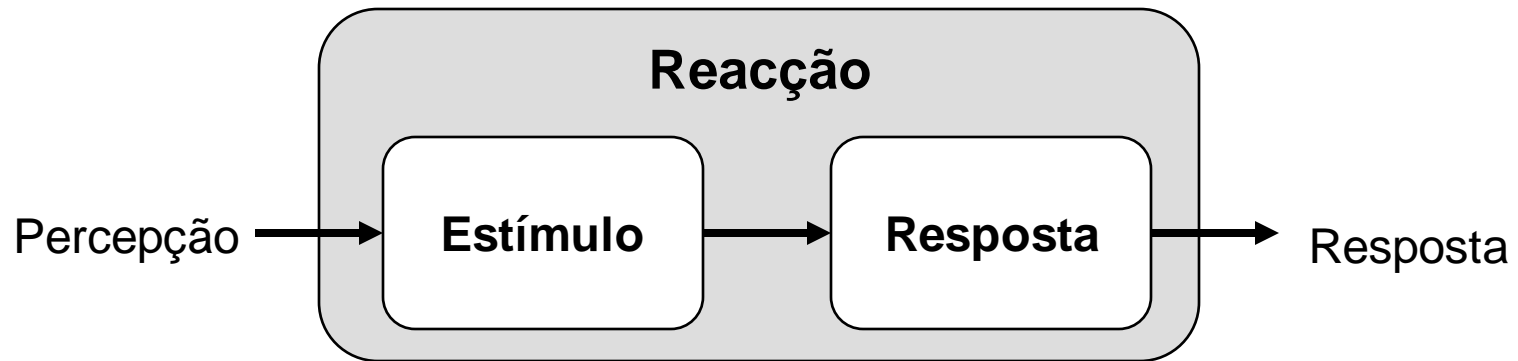 Reacção
Percepção
Estímulo
Resposta
Resposta